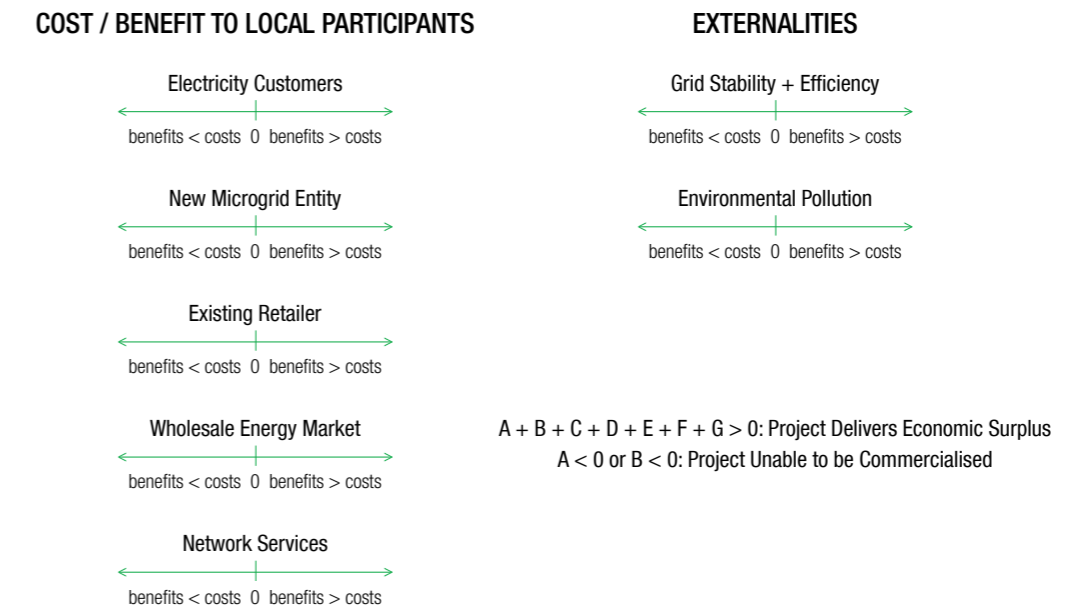 COST / BENEFIT TO LOCAL PARTICIPANTS
Electricity Customers
benefits < costs 0 benefits > costs
New Microgrid Entity
benefits < costs 0 benefits > costs
Existing Retailer
benefits < costs 0 benefits > costs
Wholesale Energy Market
benefits < costs 0 benefits > costs
Network Services
benefits < costs 0 benefits > costs
EXTERNALITIES
Grid Stability + Efficiency
benefits < costs 0 benefits > costs
Environmental Pollution
benefits < costs 0 benefits > costs
A + B + C + D + E + F + G > 0: Project Delivers Economic Surplus
A < 0 or B < 0: Project Unable to be Commercialised